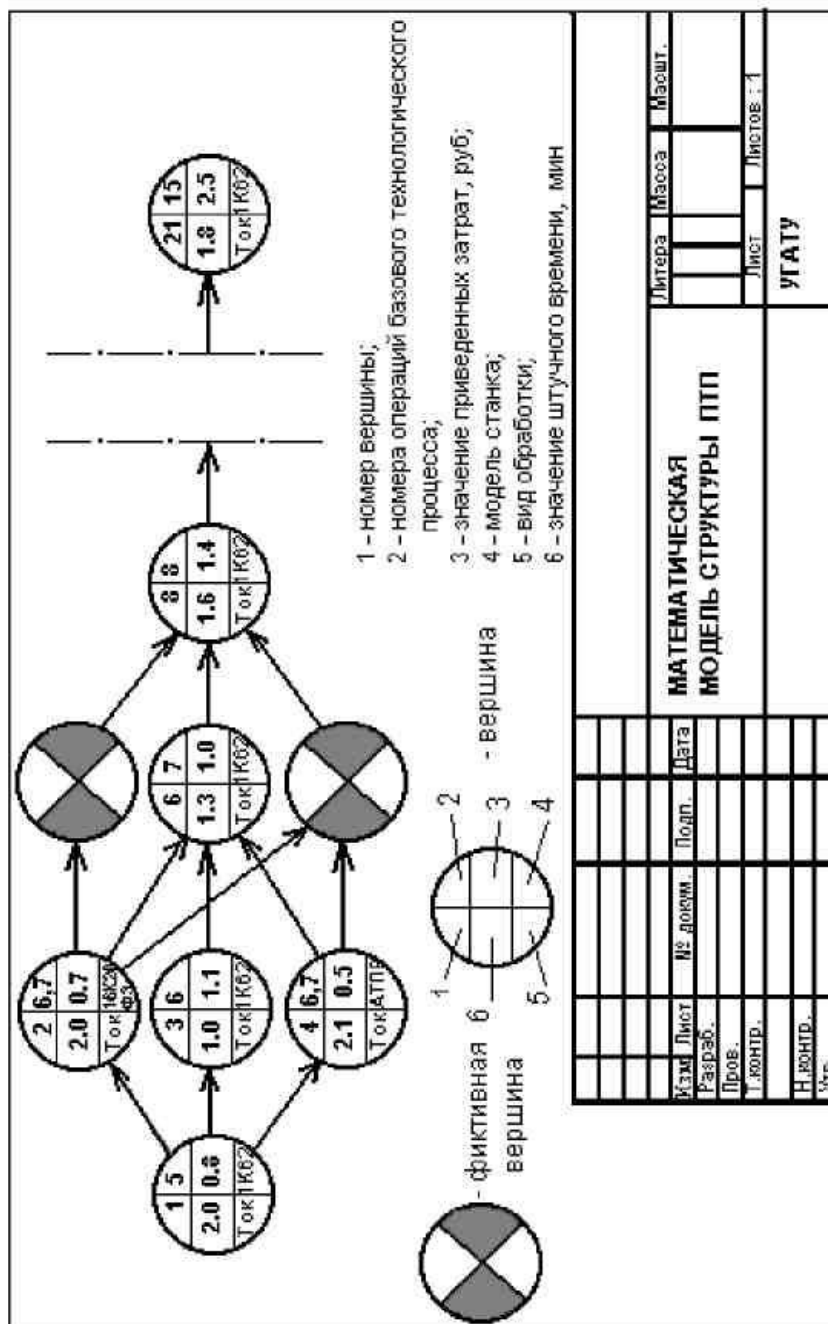 1 5
2.0 0.8
Ток 1К62
2 6,7
2.0 0.7
Ток 16К20
Ф3
3 6
1.0 1.1
Ток 1К62
4 6,7
2.1 0.5
Ток АТПР
6 7
1.3 1.0
Ток 1К62
8 8
1.6 1.4
Ток 1К62
21 15
1.8 2.5
Ток 1К62
- фиктивная
вершина
1
2
3
4
5
6
- вершина
1 – номер вершины;
2 – номера операций базового технологического
процесса;
3 – значение приведенных затрат, руб;
4 – модель станка;
5 – вид обработки;
6 – значение штучного времени, мин
Изм Лист № докум. Подп. Дата
Разраб.
Пров.
Т.контр.
Н.контр.
Утв.
МАТЕМАТИЧЕСКАЯ
МОДЕЛЬ СТРУКТУРЫ ПТП
Литера Масса Масшт.
Лист Листов : 1
УГАТУ